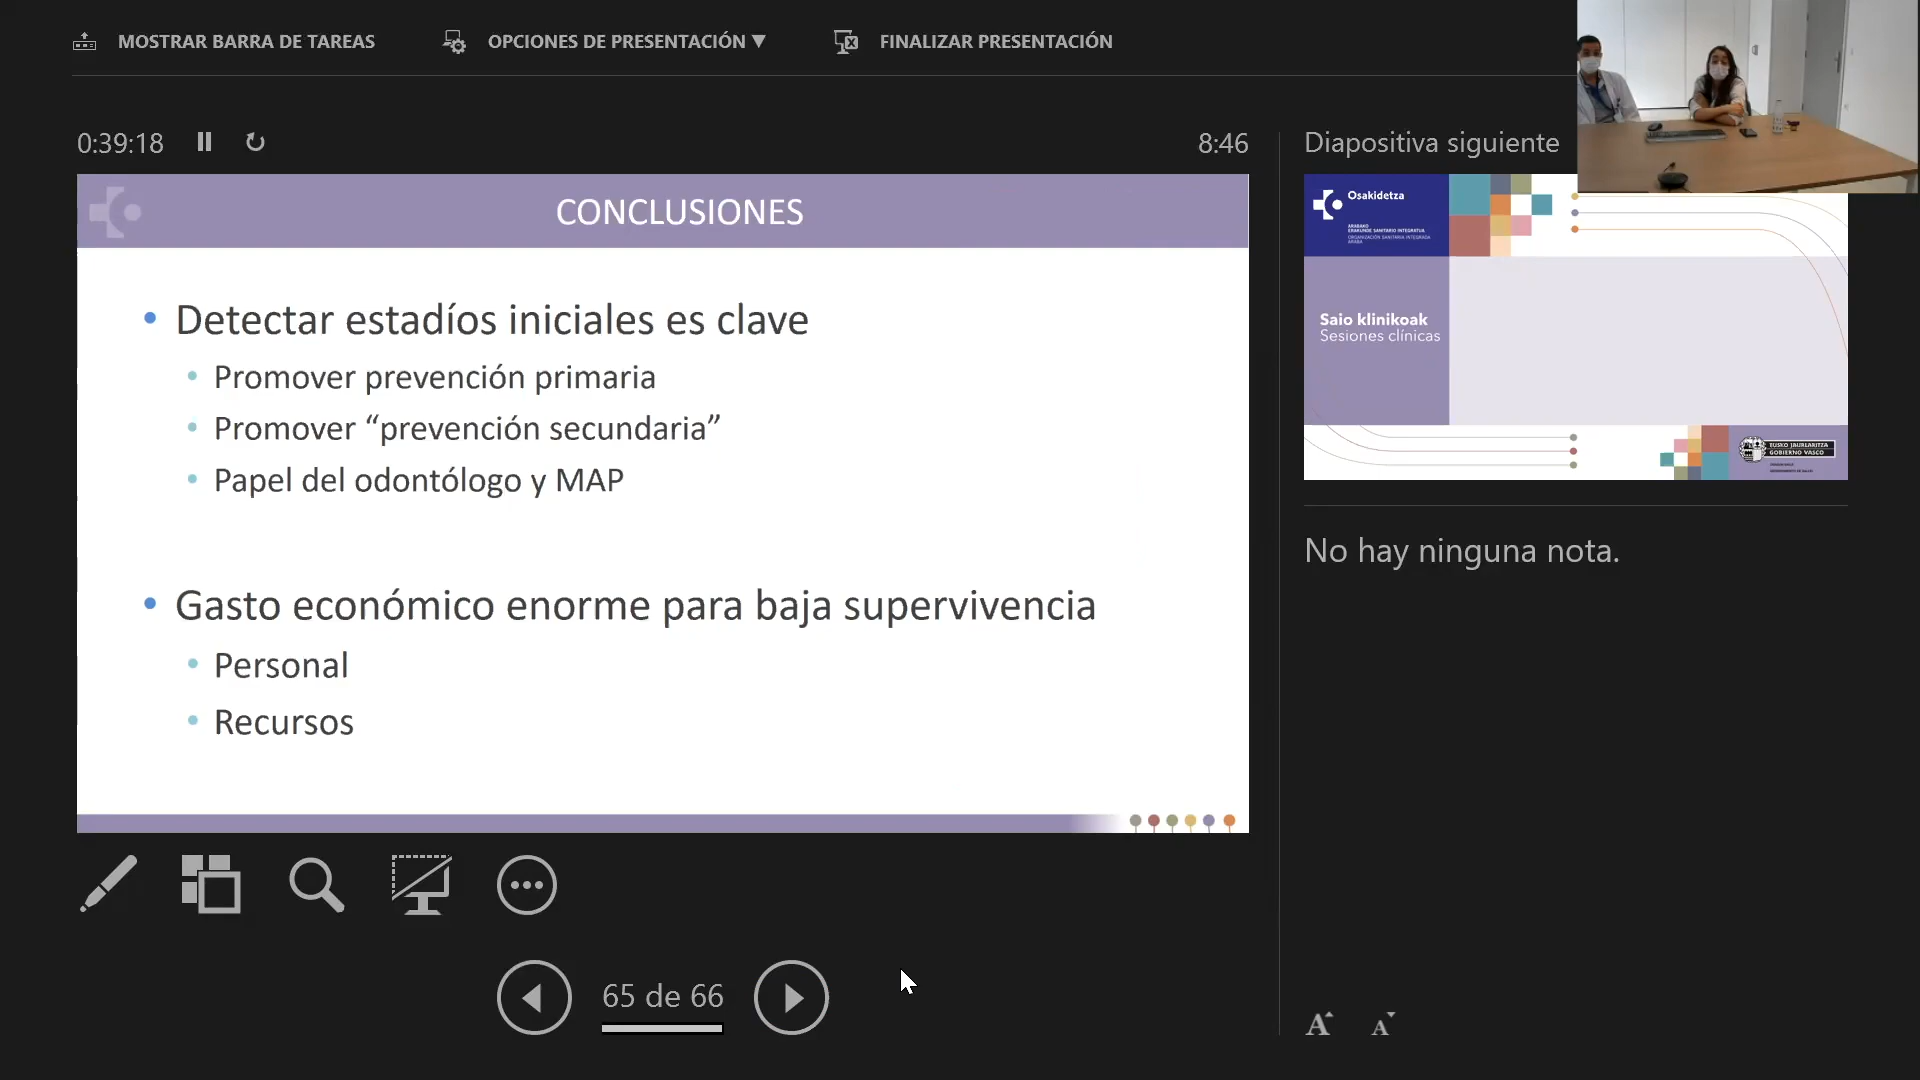 MOSTRAR BARRA DE TAREAS
OPCIONES DE PRESENTACIÓN
FINALIZAR PRESENTACIÓN
0:39:18
8:46
Diapositiva siguiente
CONCLUSIONES
• Detectar estadíos iniciales es clave
• Promover prevención primaria
• Promover “prevención secundaria”
• Papel del odontólogo y MAP
• Gasto económico enorme para baja supervivencia
• Personal
• Recursos
Osakidetza
ARABAKO
ERAKUNDE SANITARIO INTEGRATUA
ORGANIZACIÓN SANITARIA INTEGRADA
ARABA
Saio klinikoak
Sesiones clínicas
EUSKO JAURLARITZA
GOBIERNO VASCO
No hay ninguna nota.
65 de 66
A
A